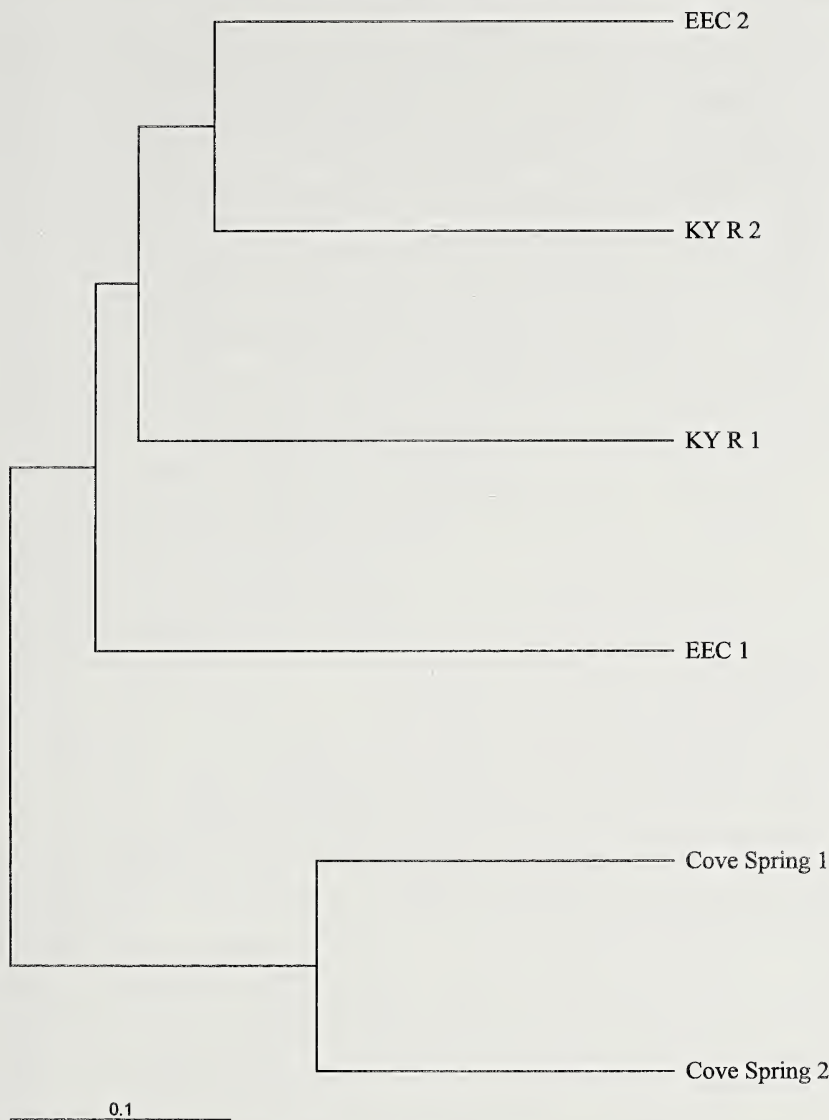 EEC 2
KY R 2
KY R 1
EEC 1
Cove Spring 1
Cove Spring 2
0.1